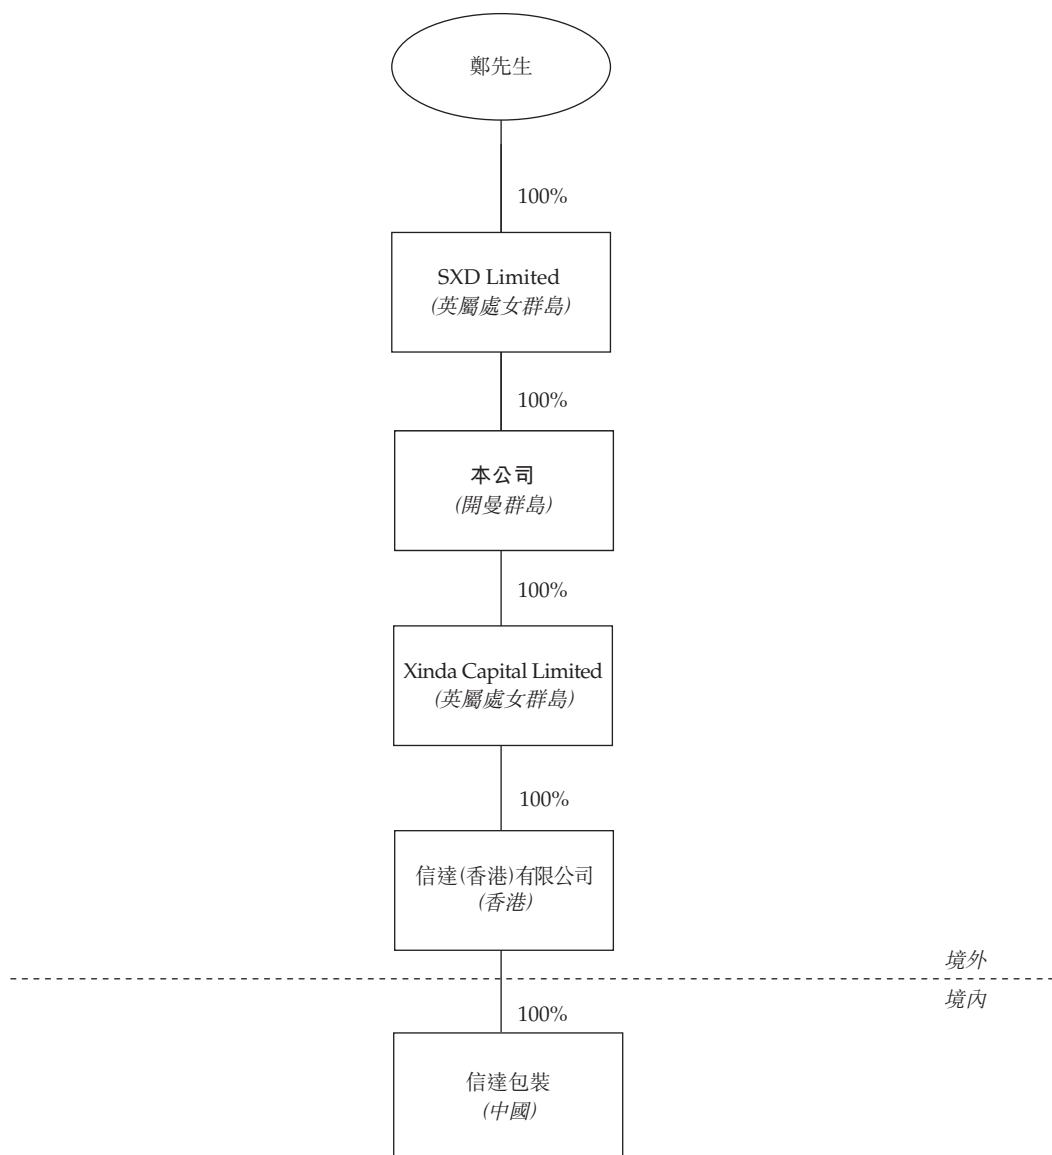 鄭先生
100%
SXD Limited
(英屬處女群島)
100%
本公司
(開曼群島)
100%
Xinda Capital Limited
(英屬處女群島)
100%
信達(香港)有限公司
(香港)
境外
境內
100%
信達包裝
(中國)